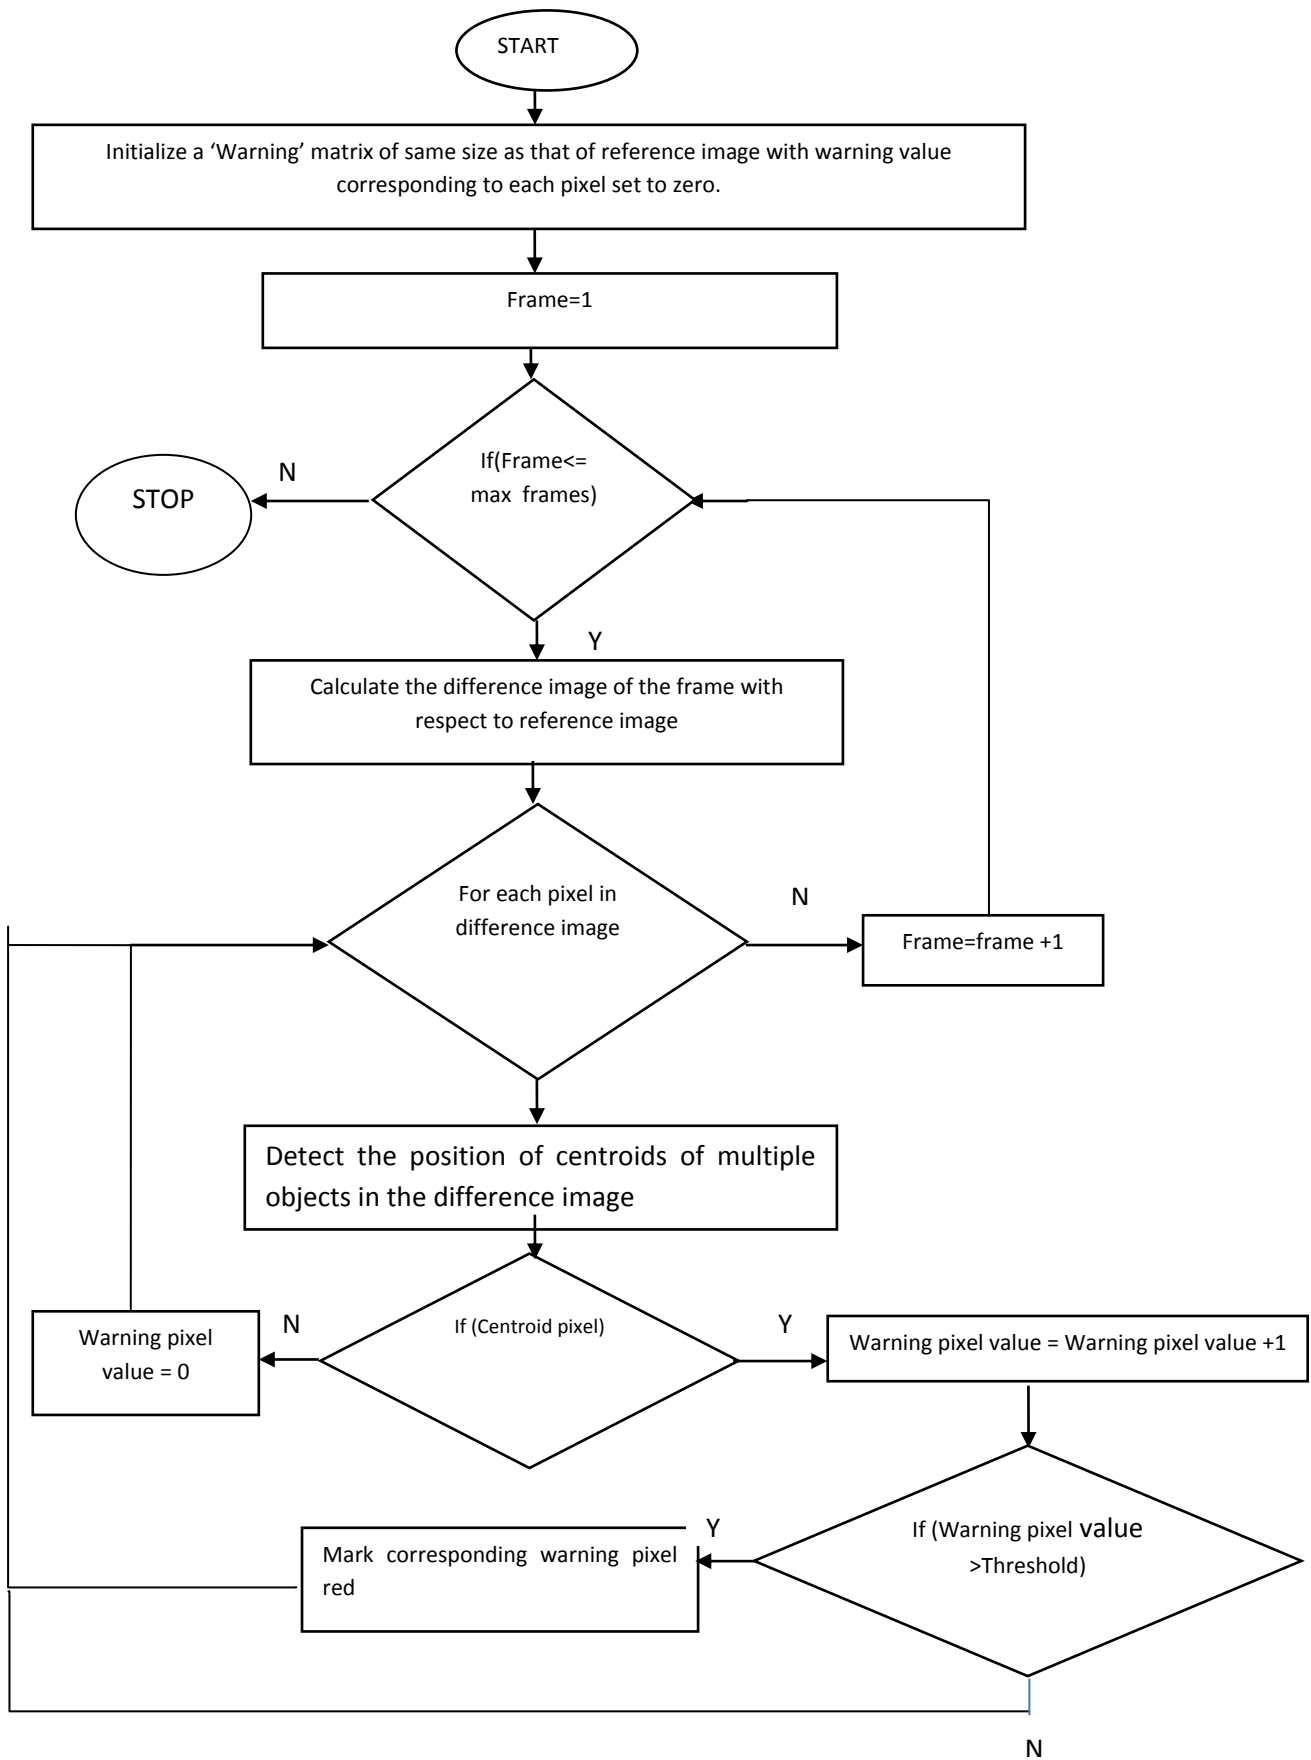 START
Initialize a ‘Warning’ matrix of same size as that of reference image with warning value
corresponding to each pixel set to zero.
Frame=1
If(Frame<=
max frames)
N
STOP
Y
Calculate the difference image of the frame with
respect to reference image
For each pixel in
difference image
N
Frame=frame +1
Detect the position of centroids of multiple
objects in the difference image
If (Centroid pixel)
N
Y
Warning pixel
value = 0
Warning pixel value = Warning pixel value +1
If (Warning pixel value
>Threshold)
Y
Mark corresponding warning pixel
red
N